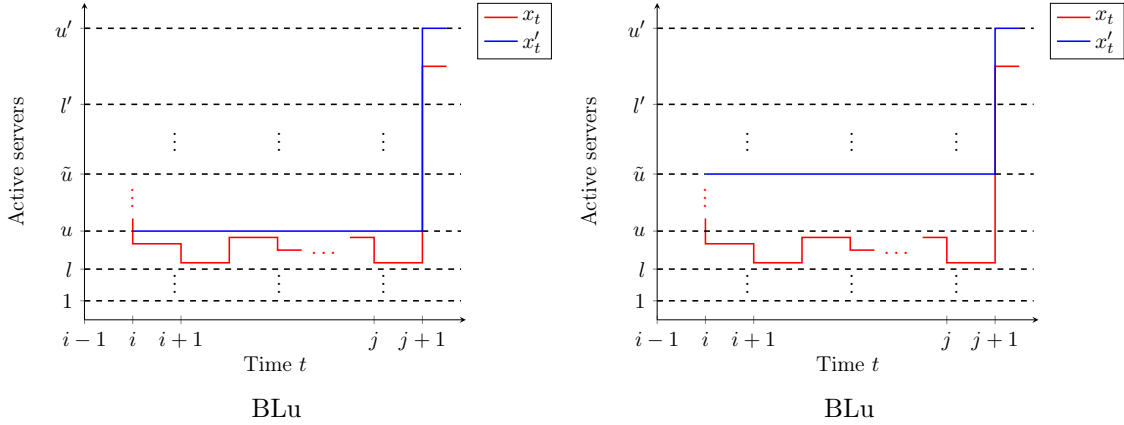 u′
l′
ũ
u
l
1
Active servers
i − 1
i
i + 1
j
j + 1
Time t
x_t
x′_t
BLu
u′
l′
ũ
u
l
1
Active servers
i − 1
i
i + 1
j
j + 1
Time t
x_t
x′_t
BLu